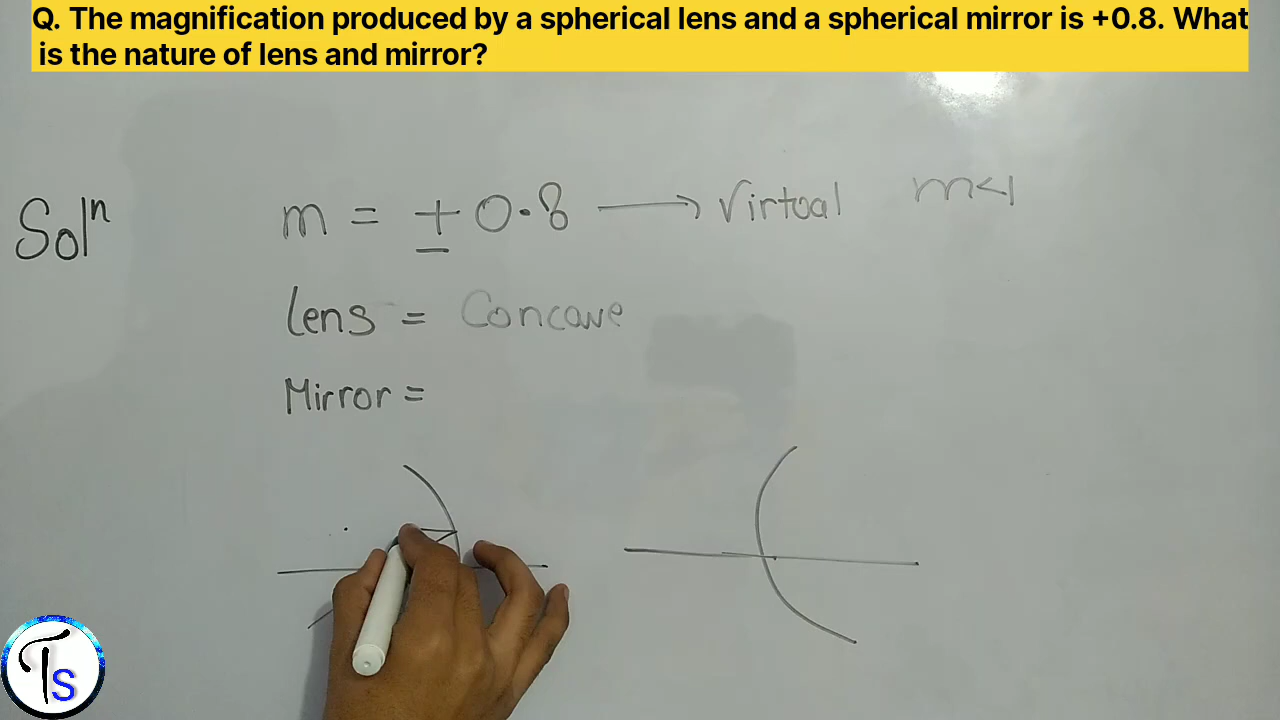 Q. The magnification produced by a spherical lens and a spherical mirror is +0.8. What
is the nature of lens and mirror?
Solⁿ
m = + 0.8 → Virtual m<1
Lens = Concave
Mirror =
Ts